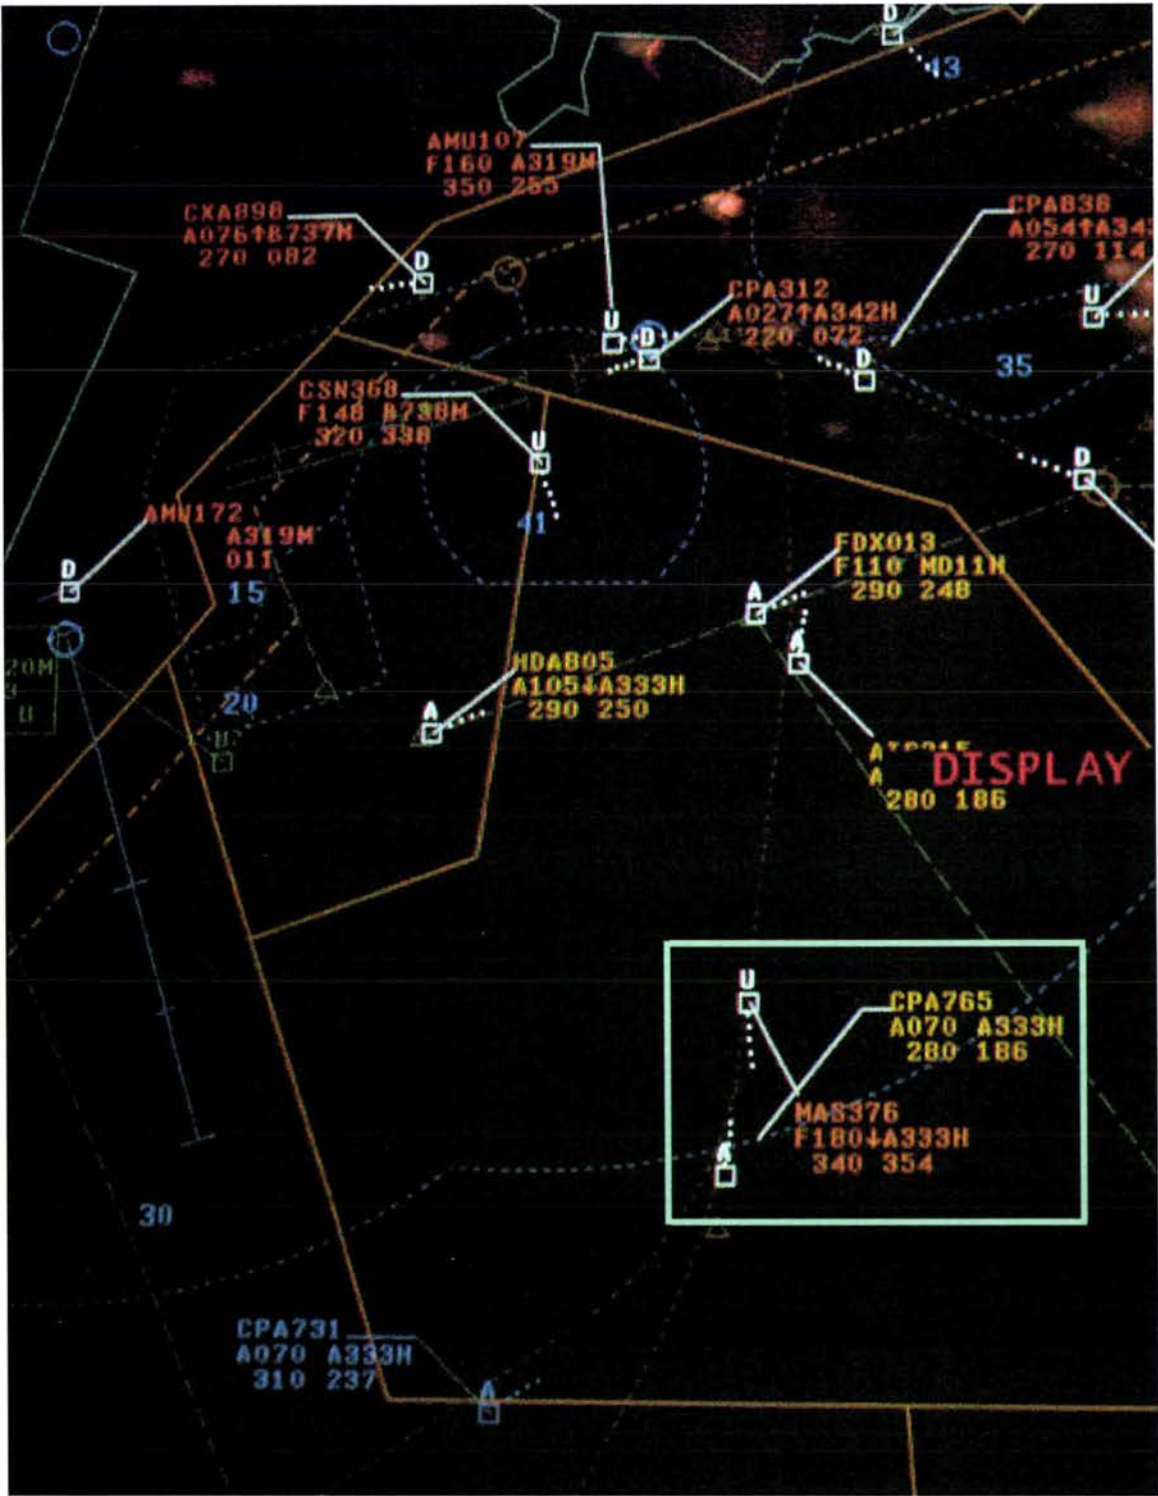 D
43
AMU107
F160 A319M
350 255
CXA898
A076↑B737M
270 082
D
CPA836
A054↑A34
270 114
CPA312
A027↑A342H
220 072
U
D
U
D
35
CSN368
F148 B738M
320 338
U
41
D
AMU172
A319M
011
D
15
FDX013
F110 MD11H
290 248
A
A
20M
HDA805
A105↓A333H
290 250
A
20
DISPLAY
A
280 186
U
CPA765
A070 A333H
280 186
MAS376
F180↓A333H
340 354
A
30
CPA731
A070 A333H
310 237
A